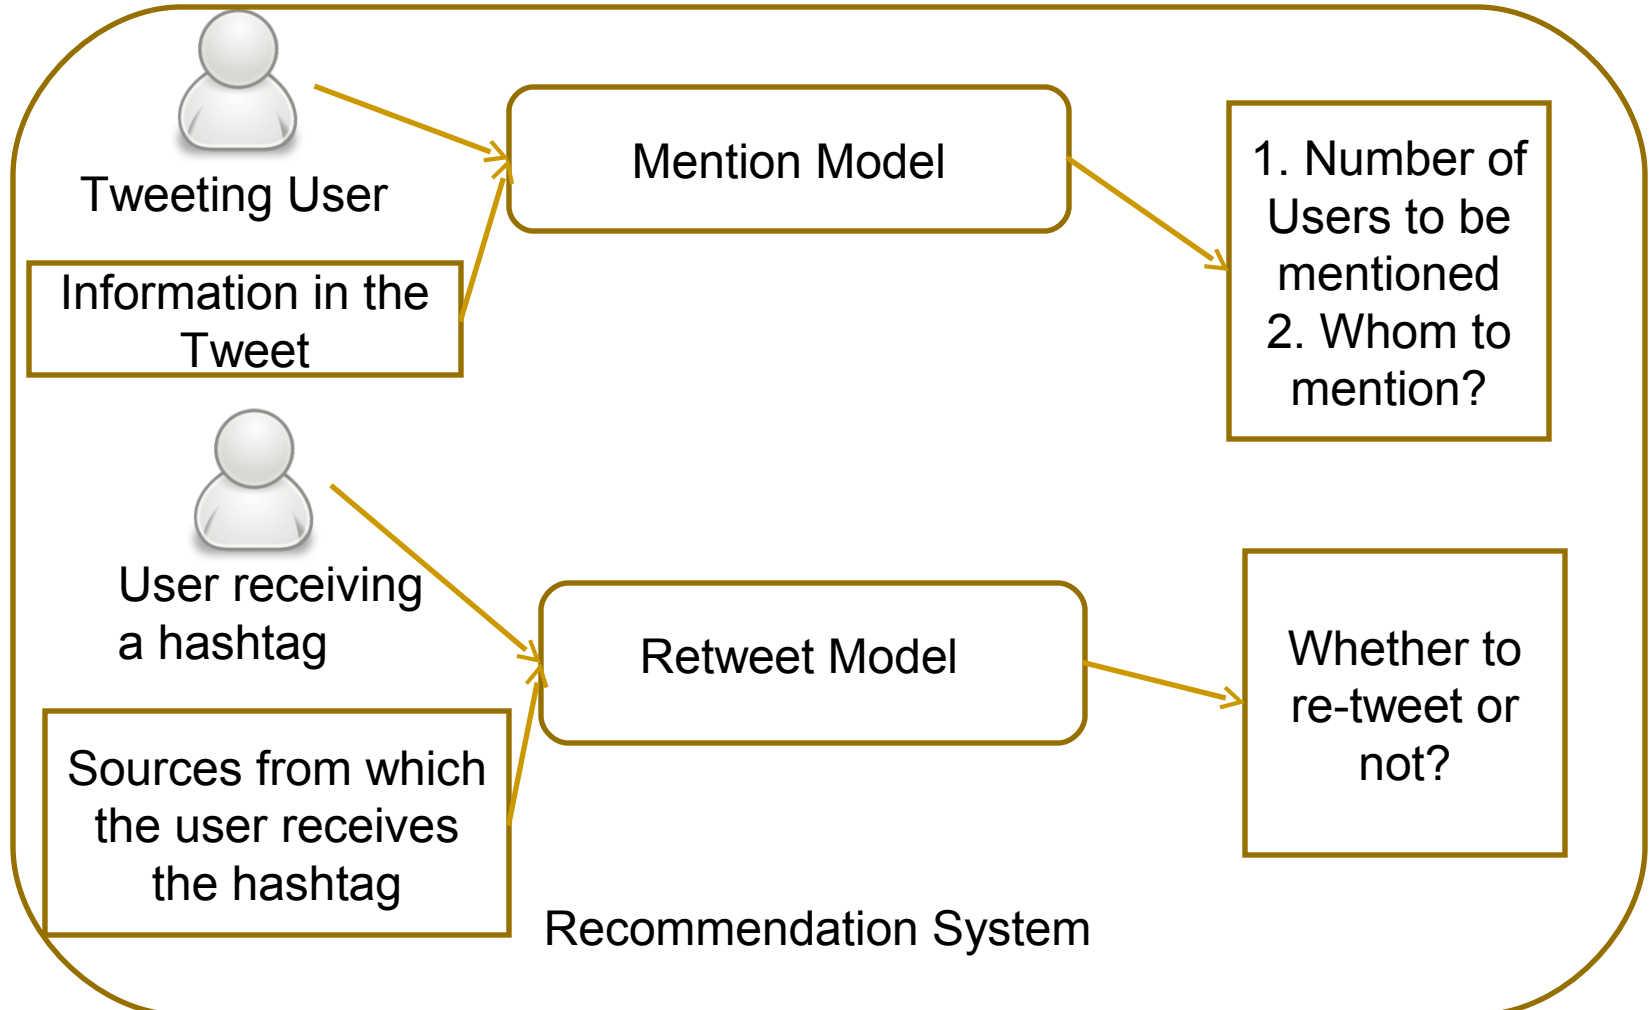 Tweeting User
Information in the
Tweet
Mention Model
1. Number of
Users to be
mentioned
2. Whom to
mention?
User receiving
a hashtag
Sources from which
the user receives
the hashtag
Retweet Model
Whether to
re-tweet or
not?
Recommendation System